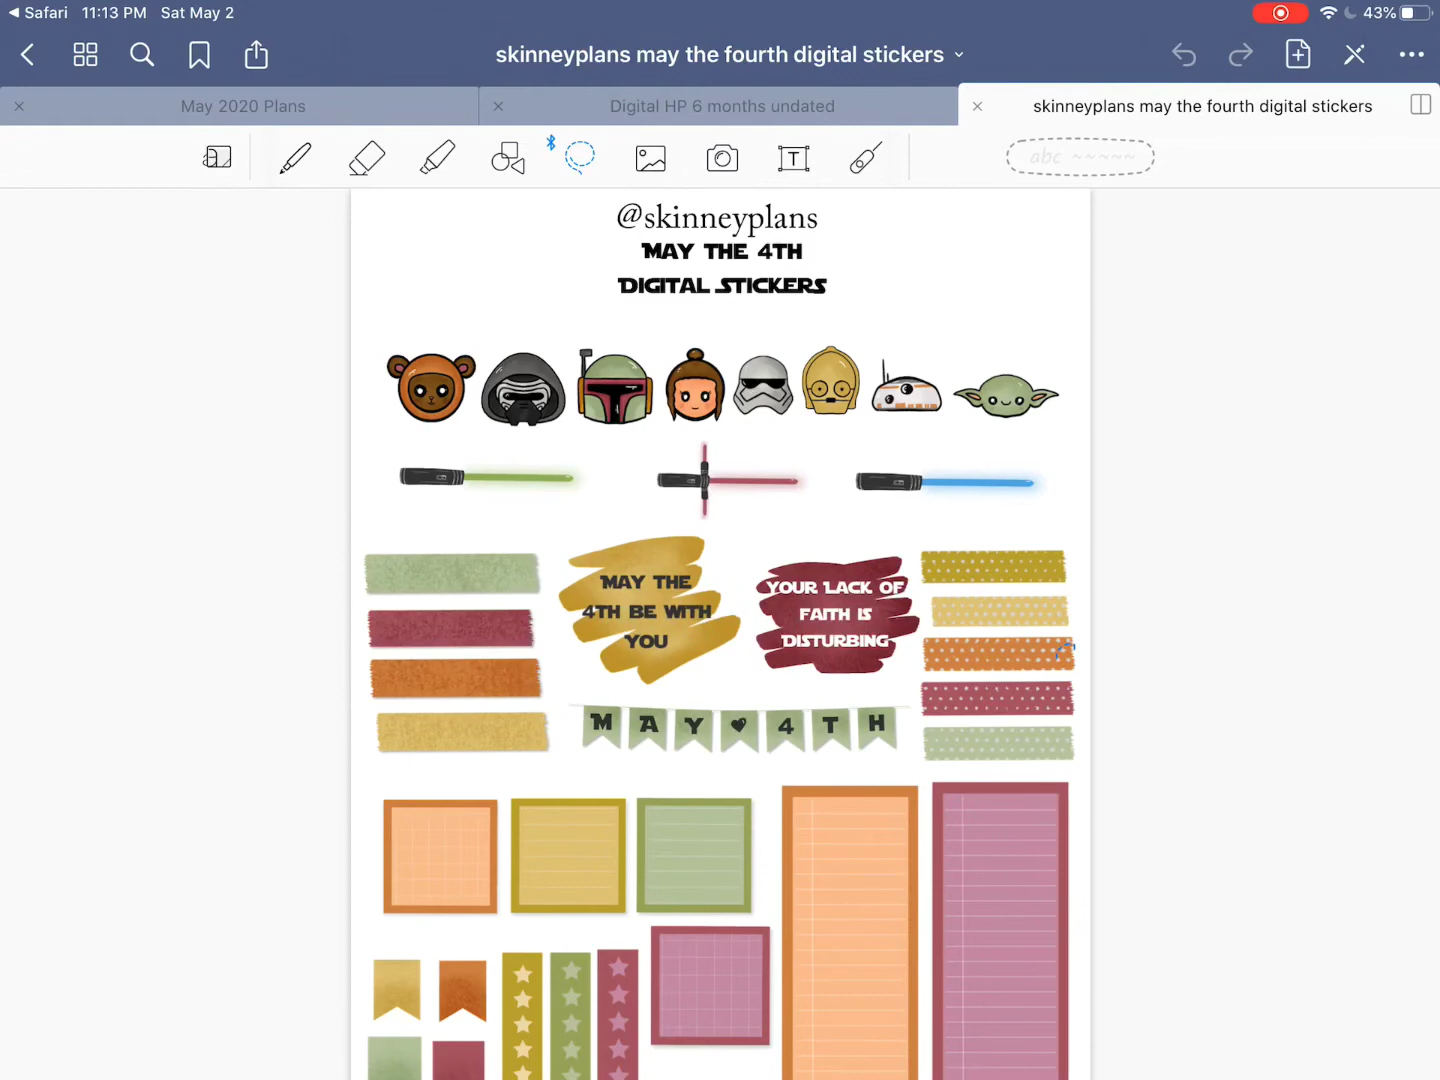 Safari 11:13 PM Sat May 2 43%
skinneyplans may the fourth digital stickers
May 2020 Plans
Digital HP 6 months undated
skinneyplans may the fourth digital stickers
T
abc
@skinneyplans
MAY THE 4TH
DIGITAL STICKERS
MAY THE
4TH BE WITH
YOU
YOUR LACK OF
FAITH IS
DISTURBING
MAY 4TH